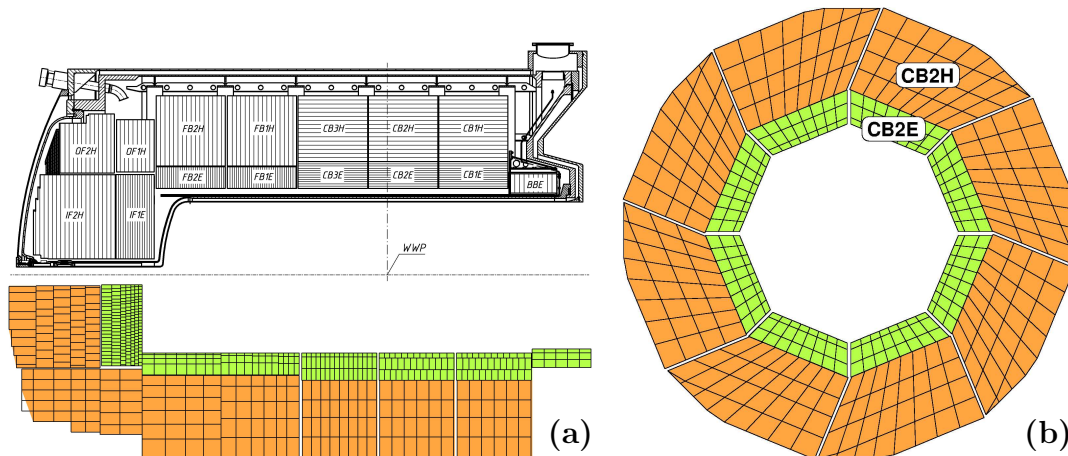 FB2H FB1H CB3H CB2H CB1H
OF2H OF1H
FB2E FB1E CB3E CB2E CB1E
BBE
IF2H IF1E
WWP
(a)
CB2H
CB2E
(b)